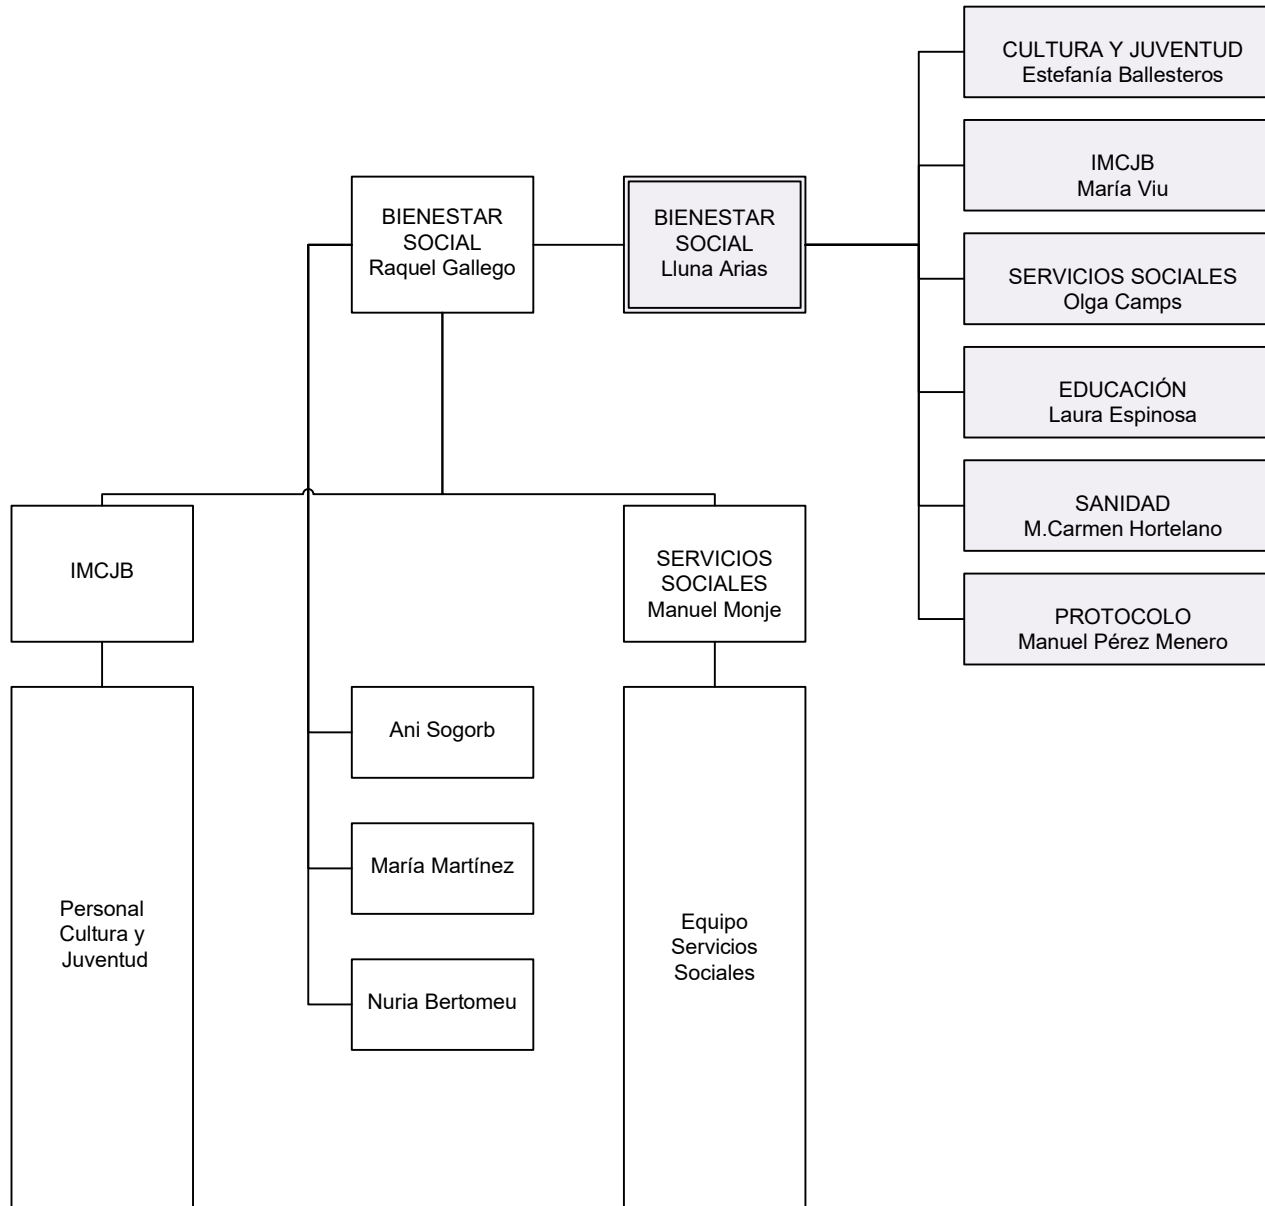 CULTURA Y JUVENTUD
Estefanía Ballesteros
IMCJB
María Viu
BIENESTAR
SOCIAL
Raquel Gallego
BIENESTAR
SOCIAL
Lluna Arias
SERVICIOS SOCIALES
Olga Camps
EDUCACIÓN
Laura Espinosa
SANIDAD
M.Carmen Hortelano
IMCJB
SERVICIOS
SOCIALES
Manuel Monje
PROTOCOLO
Manuel Pérez Menero
Ani Sogorb
María Martínez
Nuria Bertomeu
Personal
Cultura y
Juventud
Equipo
Servicios
Sociales